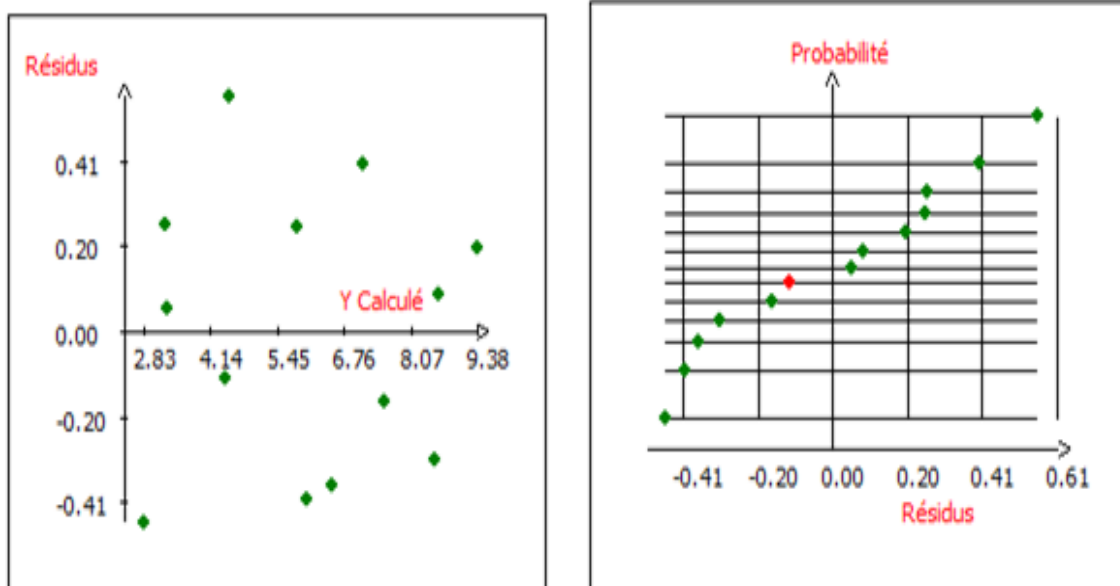 Résidus
0.41
0.20
Y Calculé
0.00
2.83 4.14 5.45 6.76 8.07 9.38
-0.20
-0.41
Probabilité
-0.41 -0.20 0.00 0.20 0.41 0.61
Résidus